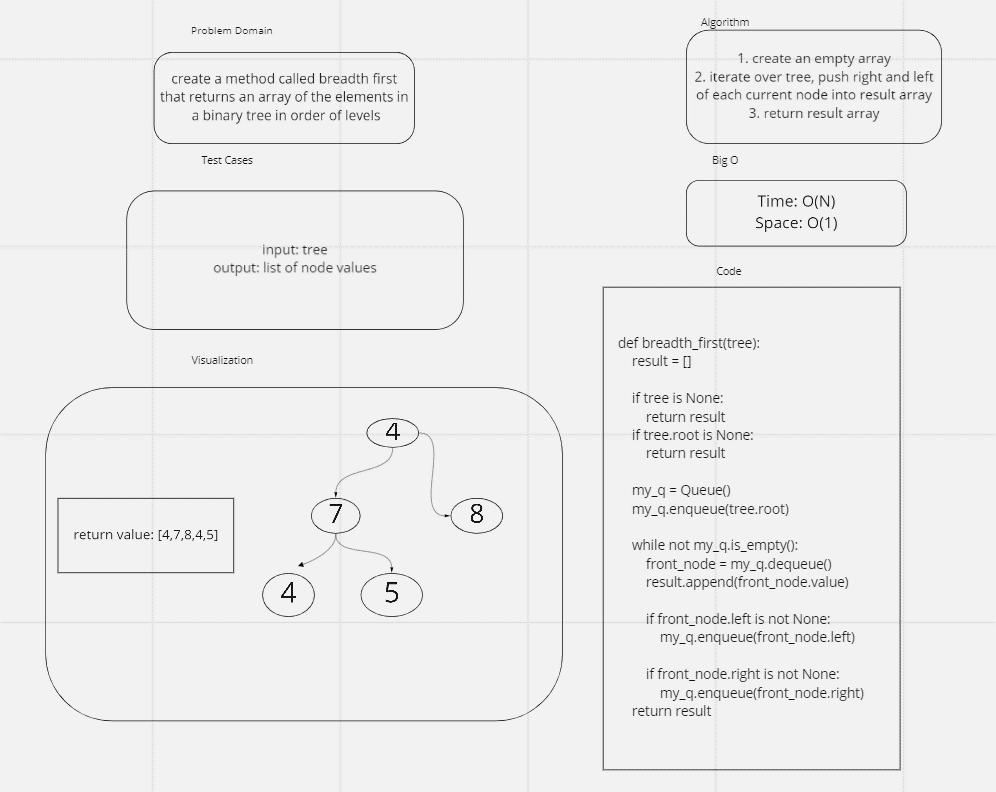 Problem Domain
create a method called breadth first
that returns an array of the elements in
a binary tree in order of levels
Test Cases
input: tree
output: list of node values
Visualization
4
7
8
return value: [4,7,8,4,5]
4
5
Algorithm
1. create an empty array
2. iterate over tree, push right and left
of each current node into result array
3. return result array
Big O
Time: O(N)
Space: O(1)
Code
def breadth_first(tree):
result = []
if tree is None:
return result
if tree.root is None:
return result
my_q = Queue()
my_q.enqueue(tree.root)
while not my_q.is_empty():
front_node = my_q.dequeue()
result.append(front_node.value)
if front_node.left is not None:
my_q.enqueue(front_node.left)
if front_node.right is not None:
my_q.enqueue(front_node.right)
return result